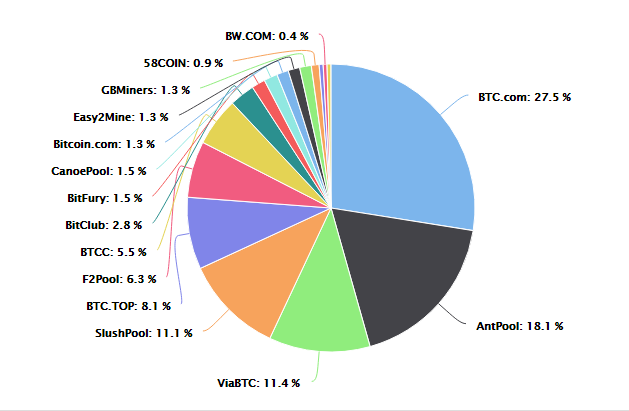 BW.COM: 0.4 %
58COIN: 0.9 %
GBMiners: 1.3 %
Easy2Mine: 1.3 %
Bitcoin.com: 1.3 %
CanoePool: 1.5 %
BitFury: 1.5 %
BitClub: 2.8 %
BTCC: 5.5 %
F2Pool: 6.3 %
BTC.TOP: 8.1 %
SlushPool: 11.1 %
ViaBTC: 11.4 %
AntPool: 18.1 %
BTC.com: 27.5 %